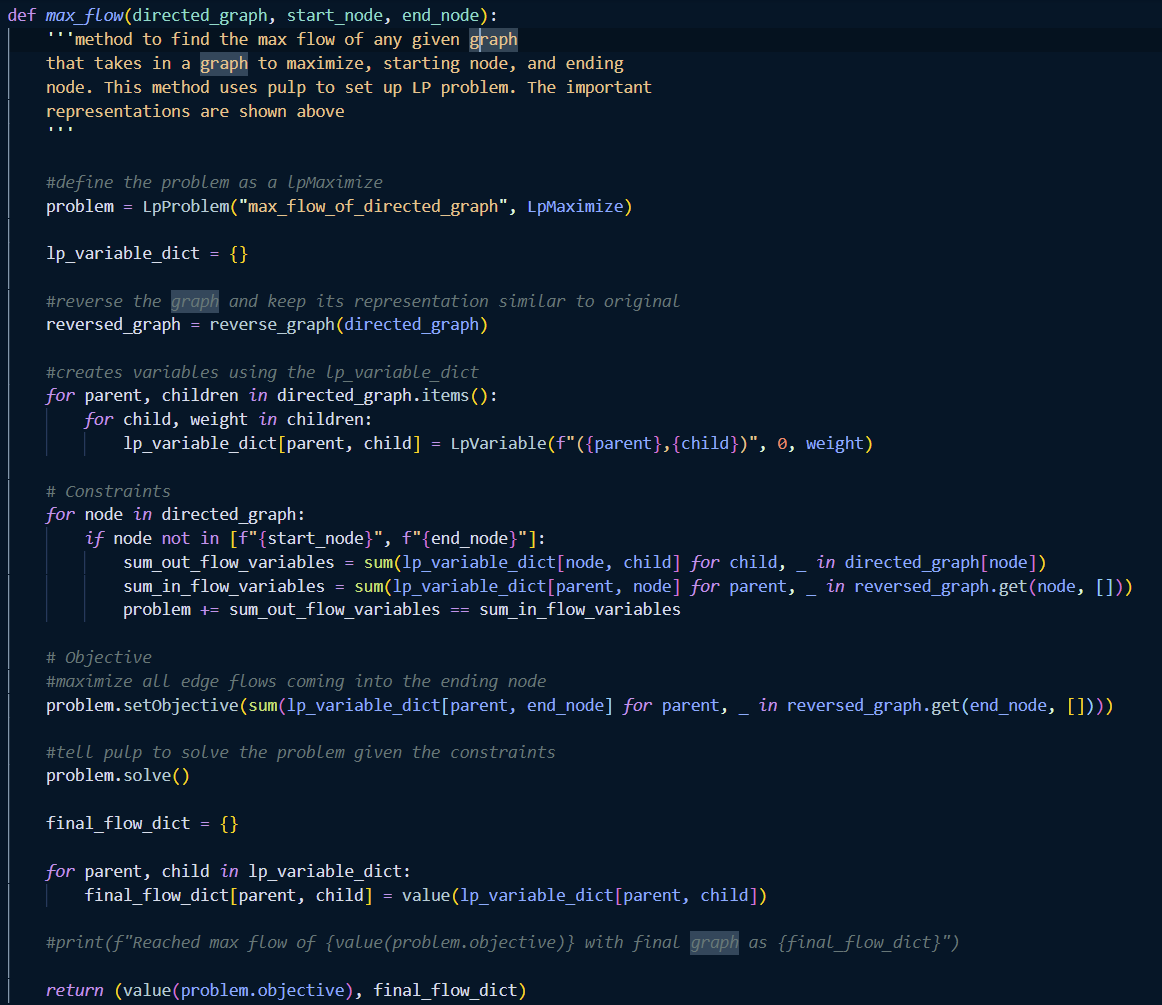 def max_flow(directed_graph, start_node, end_node):
    '''method to find the max flow of any given graph
    that takes in a graph to maximize, starting node, and ending
    node. This method uses pulp to set up LP problem. The important
    representations are shown above
    '''
    #define the problem as a lpMaximize
    problem = LpProblem("max_flow_of_directed_graph", LpMaximize)
    lp_variable_dict = {}
    #reverse the graph and keep its representation similar to original
    reversed_graph = reverse_graph(directed_graph)
    #creates variables using the lp_variable_dict
    for parent, children in directed_graph.items():
        for child, weight in children:
            lp_variable_dict[parent, child] = LpVariable(f"({parent},{child})", 0, weight)
    # Constraints
    for node in directed_graph:
        if node not in [f"{start_node}", f"{end_node}"]:
            sum_out_flow_variables = sum(lp_variable_dict[node, child] for child, _ in directed_graph[node])
            sum_in_flow_variables = sum(lp_variable_dict[parent, node] for parent, _ in reversed_graph.get(node, []))
            problem += sum_out_flow_variables == sum_in_flow_variables
    # Objective
    #maximize all edge flows coming into the ending node
    problem.setObjective(sum(lp_variable_dict[parent, end_node] for parent, _ in reversed_graph.get(end_node, [])))
    #tell pulp to solve the problem given the constraints
    problem.solve()
    final_flow_dict = {}
    for parent, child in lp_variable_dict:
        final_flow_dict[parent, child] = value(lp_variable_dict[parent, child])
    #print(f"Reached max flow of {value(problem.objective)} with final graph as {final_flow_dict}")
    return (value(problem.objective), final_flow_dict)